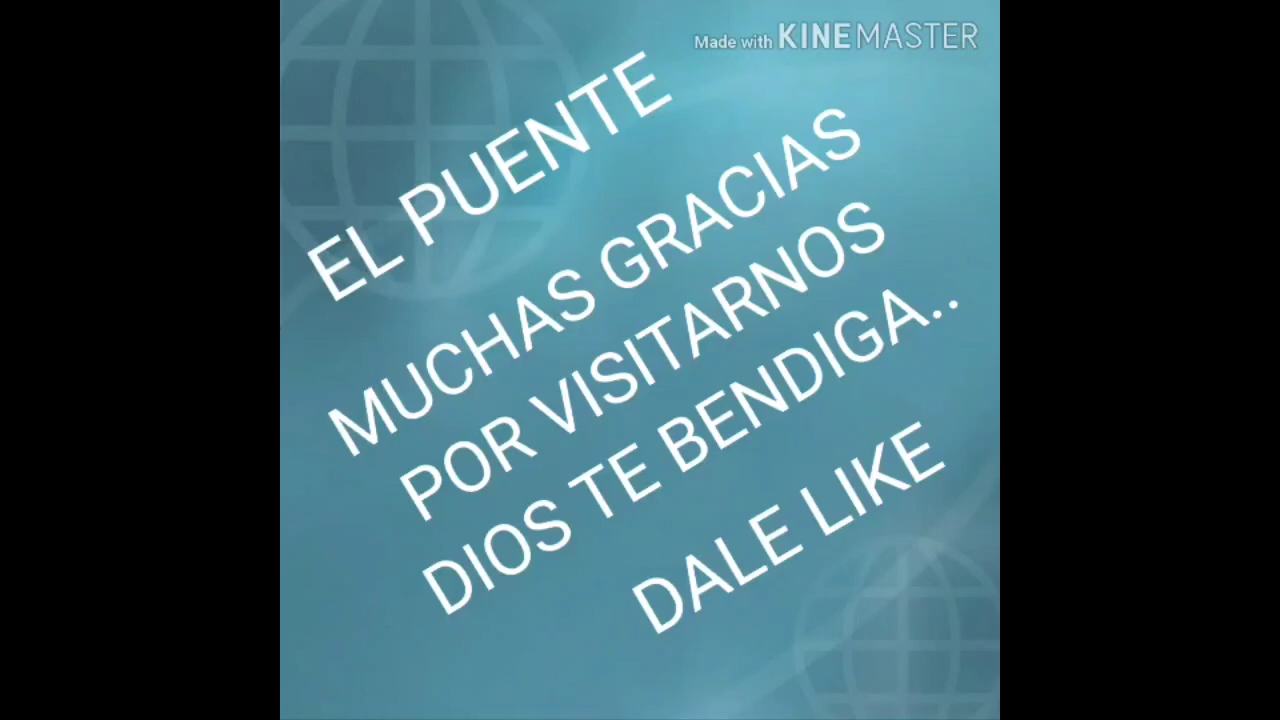 Made with KINEMASTER
EL PUENTE
MUCHAS GRACIAS
POR VISITARNOS
DIOS TE BENDIGA..
DALE LIKE